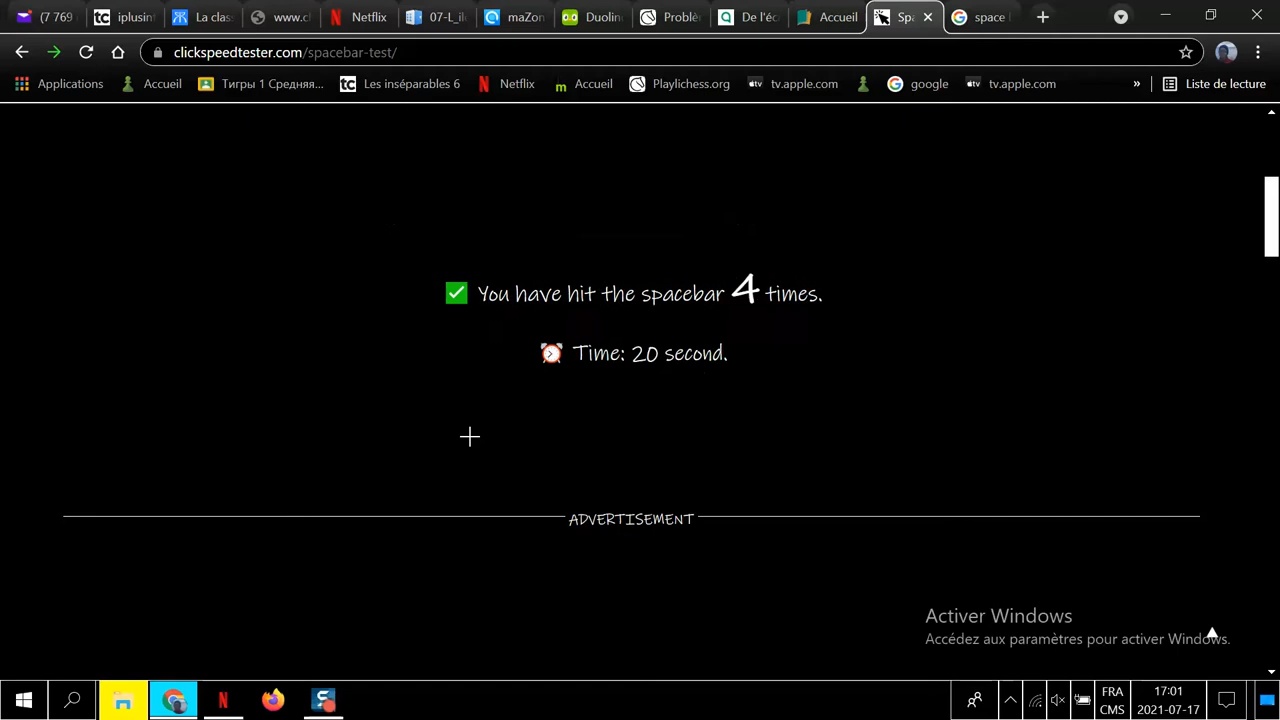 (7 769
iplusin
La clas
www.cl
Netflix
07-L_ile
maZon
Duolin
Problè
De l'éc
Accueil
Spa
space l
clickspeedtester.com/spacebar-test/
Applications
Accueil
Тигры 1 Средняя...
Les inséparables 6
Netflix
Accueil
Playlichess.org
tv.apple.com
google
tv.apple.com
»
Liste de lecture
You have hit the spacebar 4 times.
Time: 20 second.
ADVERTISEMENT
Activer Windows
Accédez aux paramètres pour activer Windows.
FRA
CMS
17:01
2021-07-17